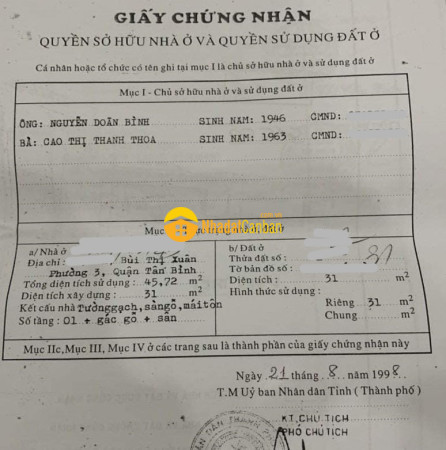 GIẤY CHỨNG NHẬN
QUYỀN SỞ HỮU NHÀ Ở VÀ QUYỀN SỬ DỤNG ĐẤT Ở
Cá nhân hoặc tổ chức có tên ghi tại mục I là chủ sở hữu nhà ở và sử dụng đất ở
Mục I - Chủ sở hữu nhà ở và sử dụng đất ở
ÔNG: NGUYỄN DOÃN BÌNH SINH NĂM: 1946 CMND:
BÀ: CAO THỊ THANH THOA SINH NĂM: 1963 CMND:
Mục
a/ Nhà ở
Địa chỉ : /Bùi Thị Xuân
Phường 3, Quận Tân Bình
Tổng diện tích sử dụng : 45,72 m2
Diện tích xây dựng : 31 m2
Kết cấu nhà Tường gạch, sàn gỗ, mái tôn
Số tầng : 01 + gác gỗ + sân
b/ Đất ở
Thửa đất số : 31
Tờ bản đồ số :
Diện tích : 31 m2
Hình thức sử dụng :
Riêng 31 m2
Chung m2
Mục IIc, Mục III, Mục IV ở các trang sau là thành phần của giấy chứng nhận này
Ngày 21 tháng 8 năm 1998
T.M Uỷ ban Nhân dân Tỉnh ( Thành phố )
KT. CHỦ TỊCH
PHÓ CHỦ TỊCH